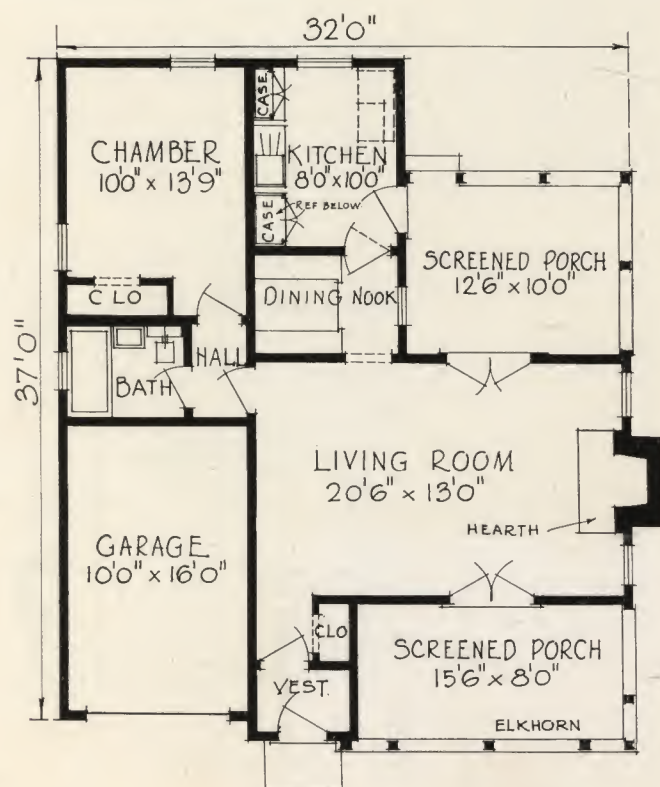 32'0"
37'0"
CHAMBER
10'0" x 13'9"
CASE
KITCHEN
8'0" x 10'0"
REF BELOW
CASE
SCREENED PORCH
12'6" x 10'0"
CLO
DINING NOOK
HALL
BATH
LIVING ROOM
20'6" x 13'0"
HEARTH
GARAGE
10'0" x 16'0"
CLO
VEST.
SCREENED PORCH
15'6" x 8'0"
ELKHORN